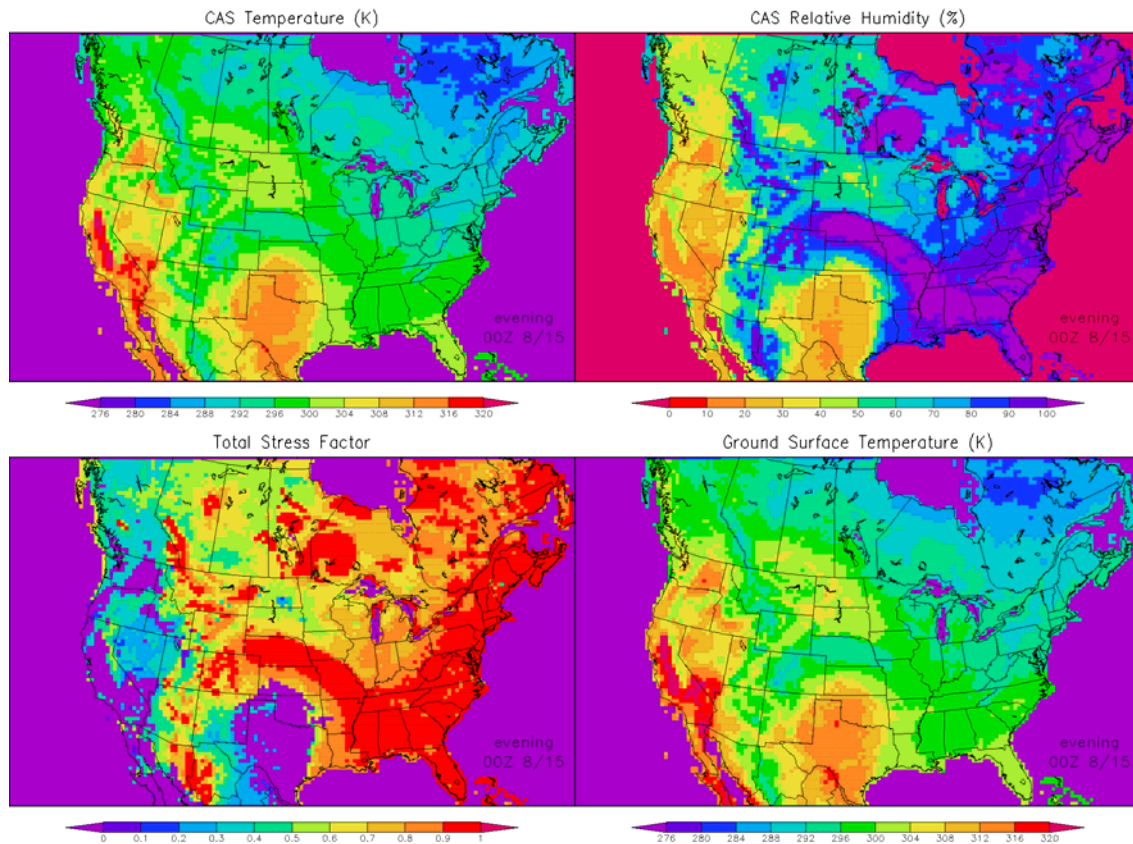 CAS Temperature (K)
CAS Relative Humidity (%)
evening
00Z 8/15
evening
00Z 8/15
276 280 284 288 292 296 300 304 308 312 316 320
0 10 20 30 40 50 60 70 80 90 100
Total Stress Factor
Ground Surface Temperature (K)
evening
00Z 8/15
evening
00Z 8/15
0 0.1 0.2 0.3 0.4 0.5 0.6 0.7 0.8 0.9 1
276 280 284 288 292 296 300 304 308 312 316 320